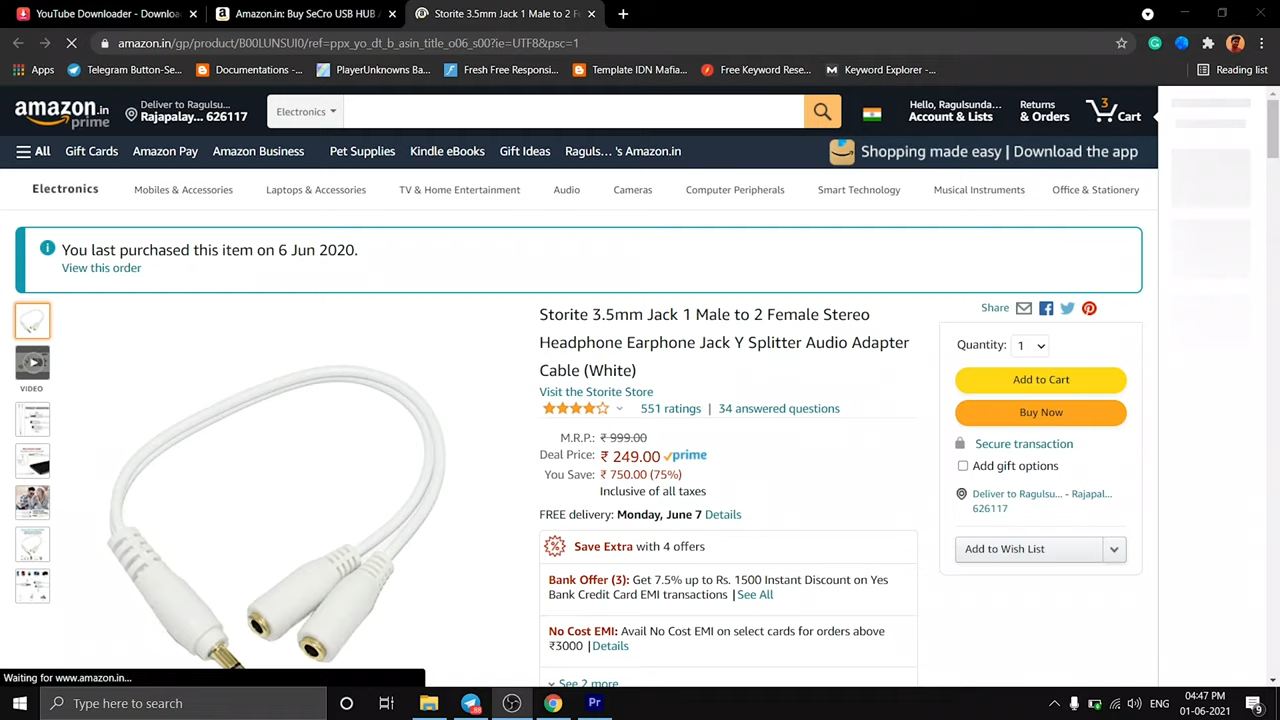 YouTube Downloader - Downloa
Amazon.in: Buy SeCro USB HUB
Storite 3.5mm Jack 1 Male to 2 F
amazon.in/gp/product/B00LUNSUI0/ref=ppx_yo_dt_b_asin_title_o06_s00?ie=UTF8&psc=1
Apps
Telegram Button-Se...
Documentations -...
PlayerUnknowns Ba...
Fresh Free Responsi...
Template IDN Mafia...
Free Keyword Rese...
Keyword Explorer -...
Reading list
amazon.in
prime
Deliver to Ragulsu...
Rajapalay... 626117
Electronics
Hello, Ragulsunda...
Account & Lists
Returns
& Orders
3
Cart
All
Gift Cards
Amazon Pay
Amazon Business
Pet Supplies
Kindle eBooks
Gift Ideas
Raguls... 's Amazon.in
Shopping made easy | Download the app
Electronics
Mobiles & Accessories
Laptops & Accessories
TV & Home Entertainment
Audio
Cameras
Computer Peripherals
Smart Technology
Musical Instruments
Office & Stationery
You last purchased this item on 6 Jun 2020.
View this order
VIDEO
Storite 3.5mm Jack 1 Male to 2 Female Stereo
Headphone Earphone Jack Y Splitter Audio Adapter
Cable (White)
Visit the Storite Store
551 ratings | 34 answered questions
M.R.P.: ₹ 999.00
Deal Price: ₹ 249.00 prime
You Save: ₹ 750.00 (75%)
Inclusive of all taxes
FREE delivery: Monday, June 7 Details
Save Extra with 4 offers
Bank Offer (3): Get 7.5% up to Rs. 1500 Instant Discount on Yes
Bank Credit Card EMI transactions |See All
No Cost EMI: Avail No Cost EMI on select cards for orders above
₹3000 |Details
See 2 more
Share
Quantity: 1
Add to Cart
Buy Now
Secure transaction
Add gift options
Deliver to Ragulsu... - Rajapal...
626117
Add to Wish List
Waiting for www.amazon.in...
Type here to search
Pr
ENG
04:47 PM
01-06-2021
9